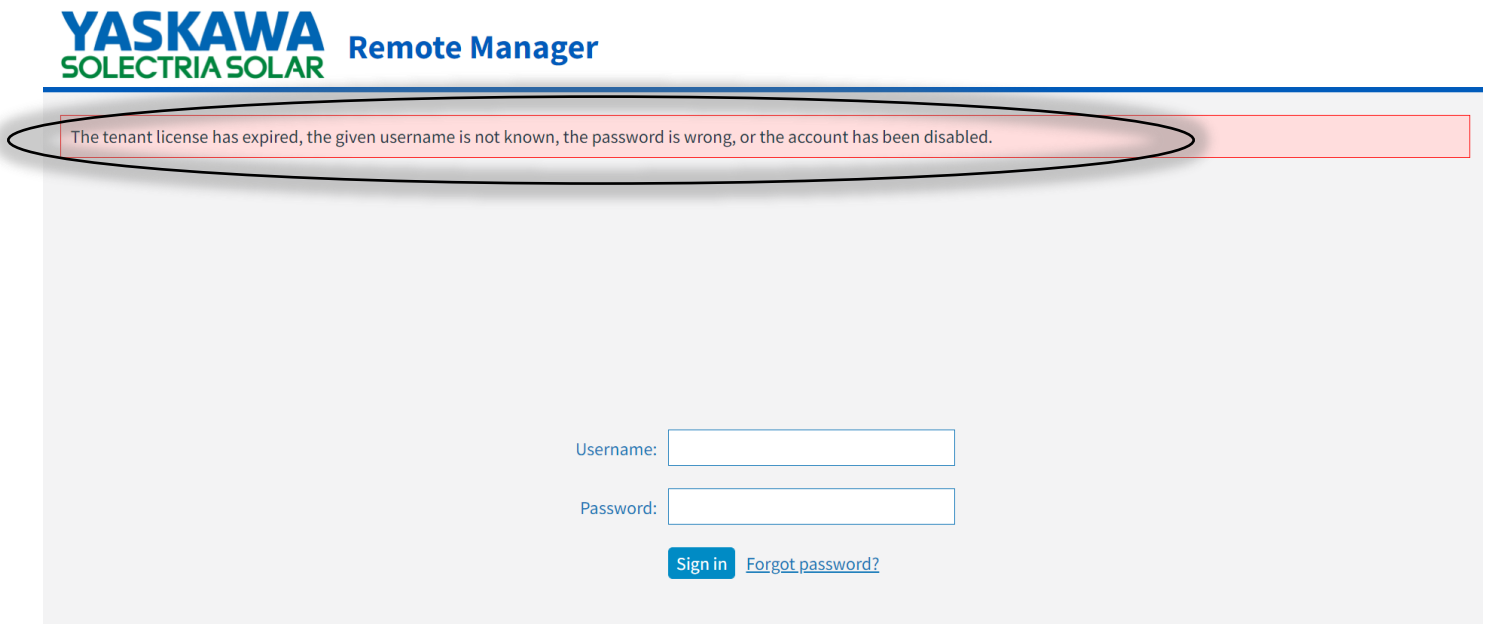 YASKAWA
SOLECTRIA SOLAR
Remote Manager
The tenant license has expired, the given username is not known, the password is wrong, or the account has been disabled.
Username:
Password:
Sign in Forgot password?